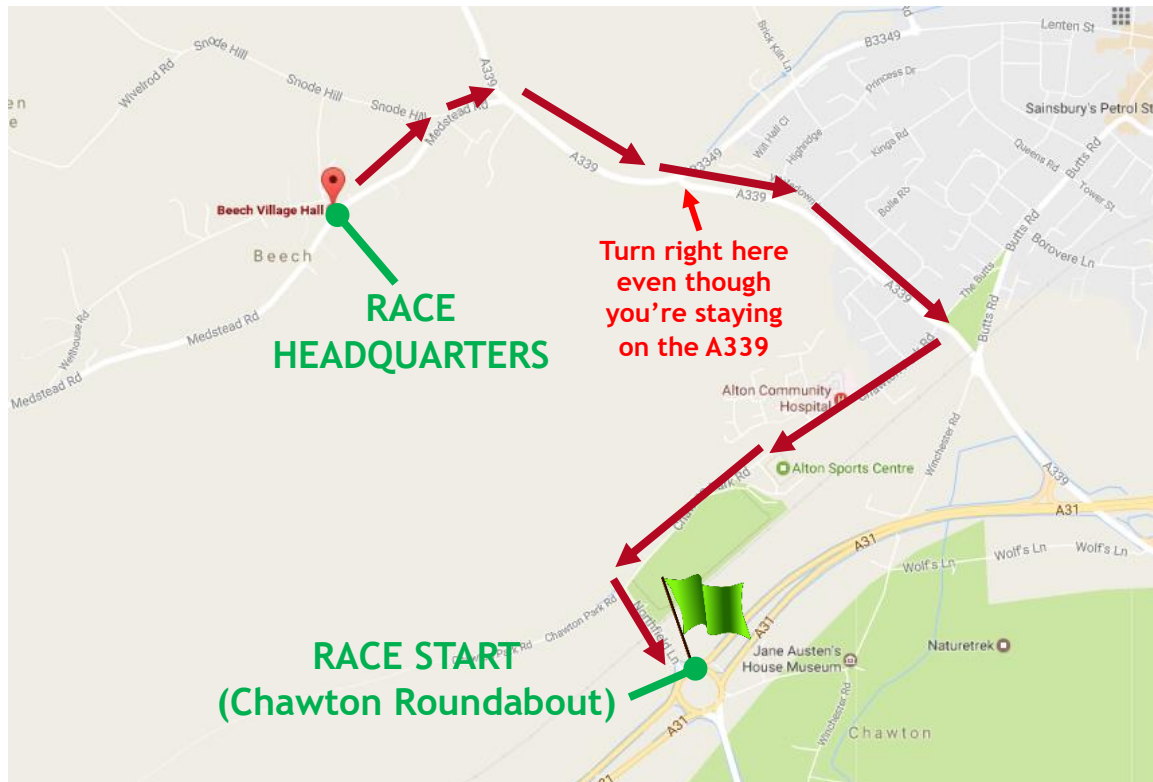 Lenten St
B3349
Brick Kiln Ln
Snode Hill
A339
Wivelrod Rd
Princess Dr
Snode Hill
Sainsbury's Petrol St
Snode Hill
Medstead Rd
Will Hall Cl
Highridge
Kings Rd
Queens Rd
Butts Rd
Tower St
B3349
A339
A339
Beech Village Hall
Borovere Ln
Butts Rd
Beech
Turn right here
even though
you're staying
on the A339
The Butts
A339
Butts Rd
RACE
HEADQUARTERS
Medstead Rd
Wellhouse Rd
Medstead Rd
Alton Community
Hospital
H
Winchester Rd
Alton Sports Centre
A339
A31
A31
Wolf's Ln
Wolf's Ln
Wolf's Ln
Chawton Park Rd
Northfield Ln
A31
RACE START
(Chawton Roundabout)
Jane Austen's
House Museum
Naturetrek
A31
Winchester Rd
Chawton